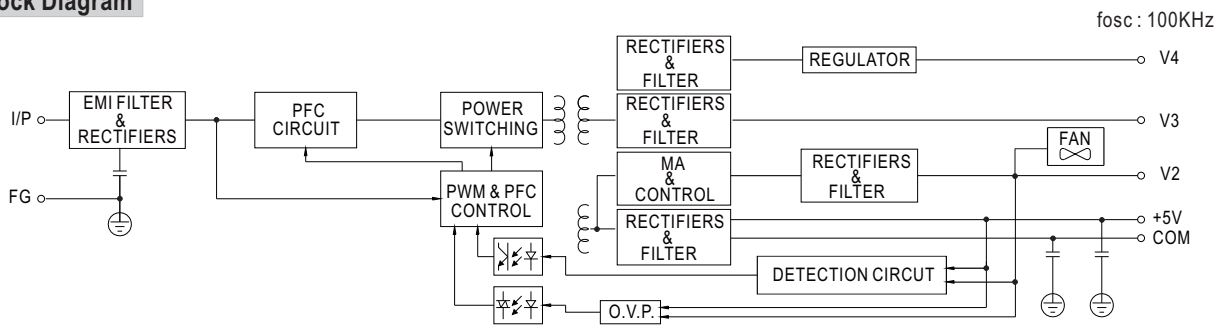 ock Diagram
fosc : 100KHz
I/P
EMI FILTER
&
RECTIFIERS
FG
PFC
CIRCUIT
POWER
SWITCHING
PWM & PFC
CONTROL
RECTIFIERS
&
FILTER
REGULATOR
V4
RECTIFIERS
&
FILTER
V3
MA
&
CONTROL
RECTIFIERS
&
FILTER
FAN
V2
RECTIFIERS
&
FILTER
+5V
COM
DETECTION CIRCUT
O.V.P.